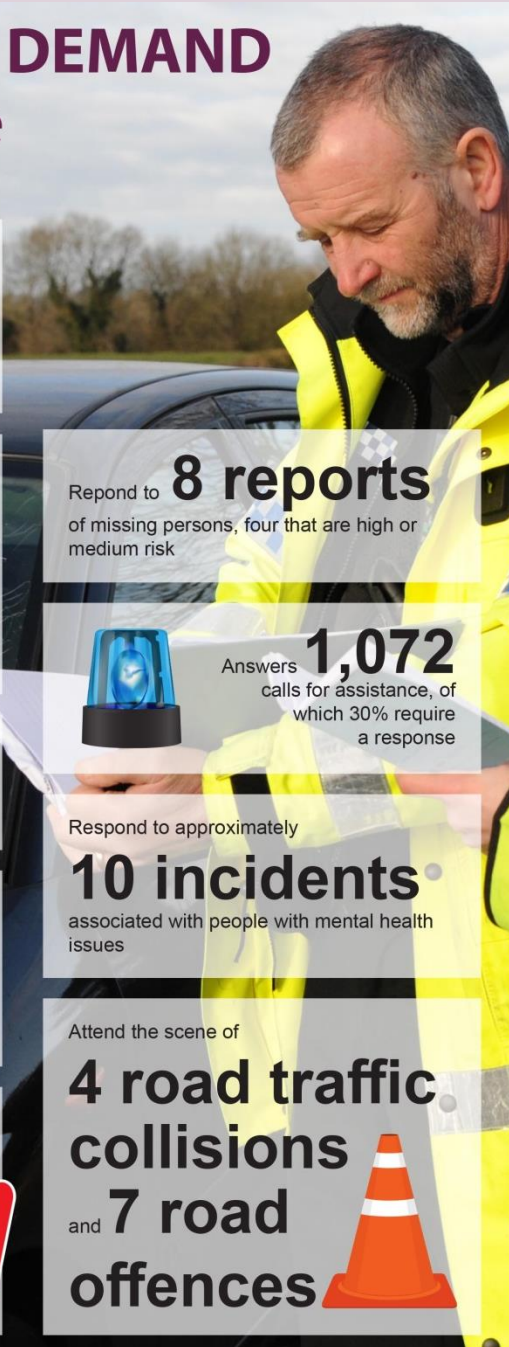 DEMAND
Repond to 8 reports
of missing persons, four that are high or
medium risk
Answers 1,072
calls for assistance, of
which 30% require
a response
Respond to approximately
10 incidents
associated with people with mental health
issues
Attend the scene of
4 road traffic
collisions
and 7 road
offences